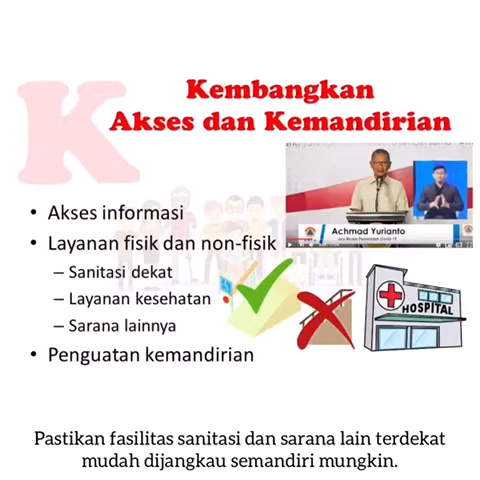 K
Kembangkan
Akses dan Kemandirian
• Akses informasi
• Layanan fisik dan non-fisik
– Sanitasi dekat
– Layanan kesehatan
– Sarana lainnya
• Penguatan kemandirian
Achmad Yurianto
HOSPITAL
Pastikan fasilitas sanitasi dan sarana lain terdekat
mudah dijangkau semandiri mungkin.